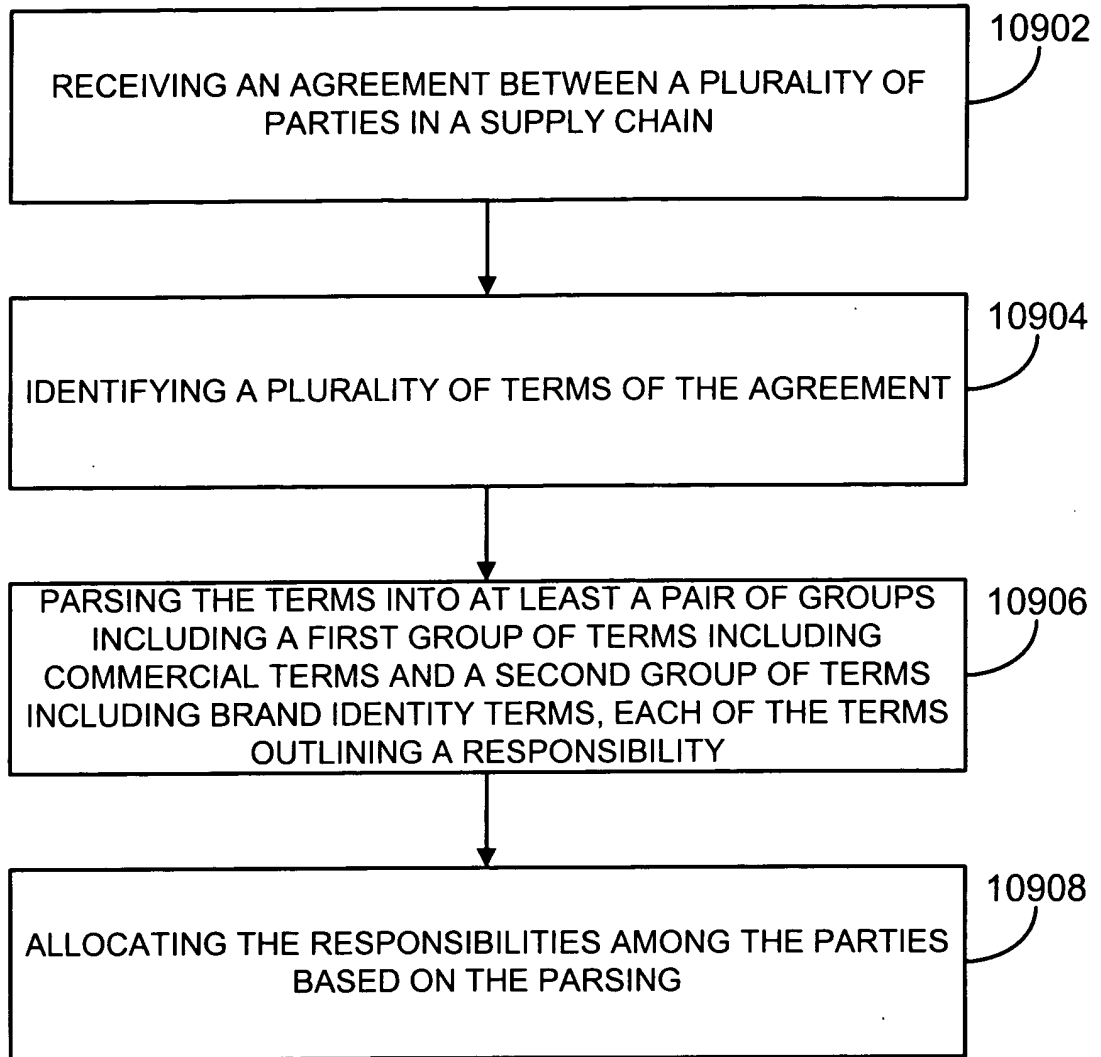 10902
RECEIVING AN AGREEMENT BETWEEN A PLURALITY OF
PARTIES IN A SUPPLY CHAIN
10904
IDENTIFYING A PLURALITY OF TERMS OF THE AGREEMENT
10906
PARSING THE TERMS INTO AT LEAST A PAIR OF GROUPS
INCLUDING A FIRST GROUP OF TERMS INCLUDING
COMMERCIAL TERMS AND A SECOND GROUP OF TERMS
INCLUDING BRAND IDENTITY TERMS, EACH OF THE TERMS
OUTLINING A RESPONSIBILITY
10908
ALLOCATING THE RESPONSIBILITIES AMONG THE PARTIES
BASED ON THE PARSING